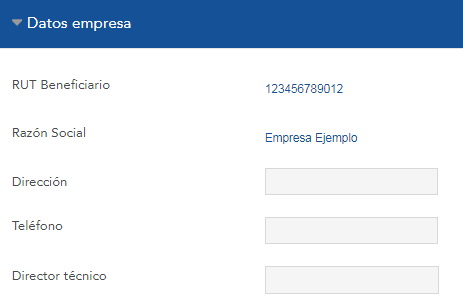 Datos empresa
RUT Beneficiario 123456789012
Razón Social Empresa Ejemplo
Dirección
Teléfono
Director técnico